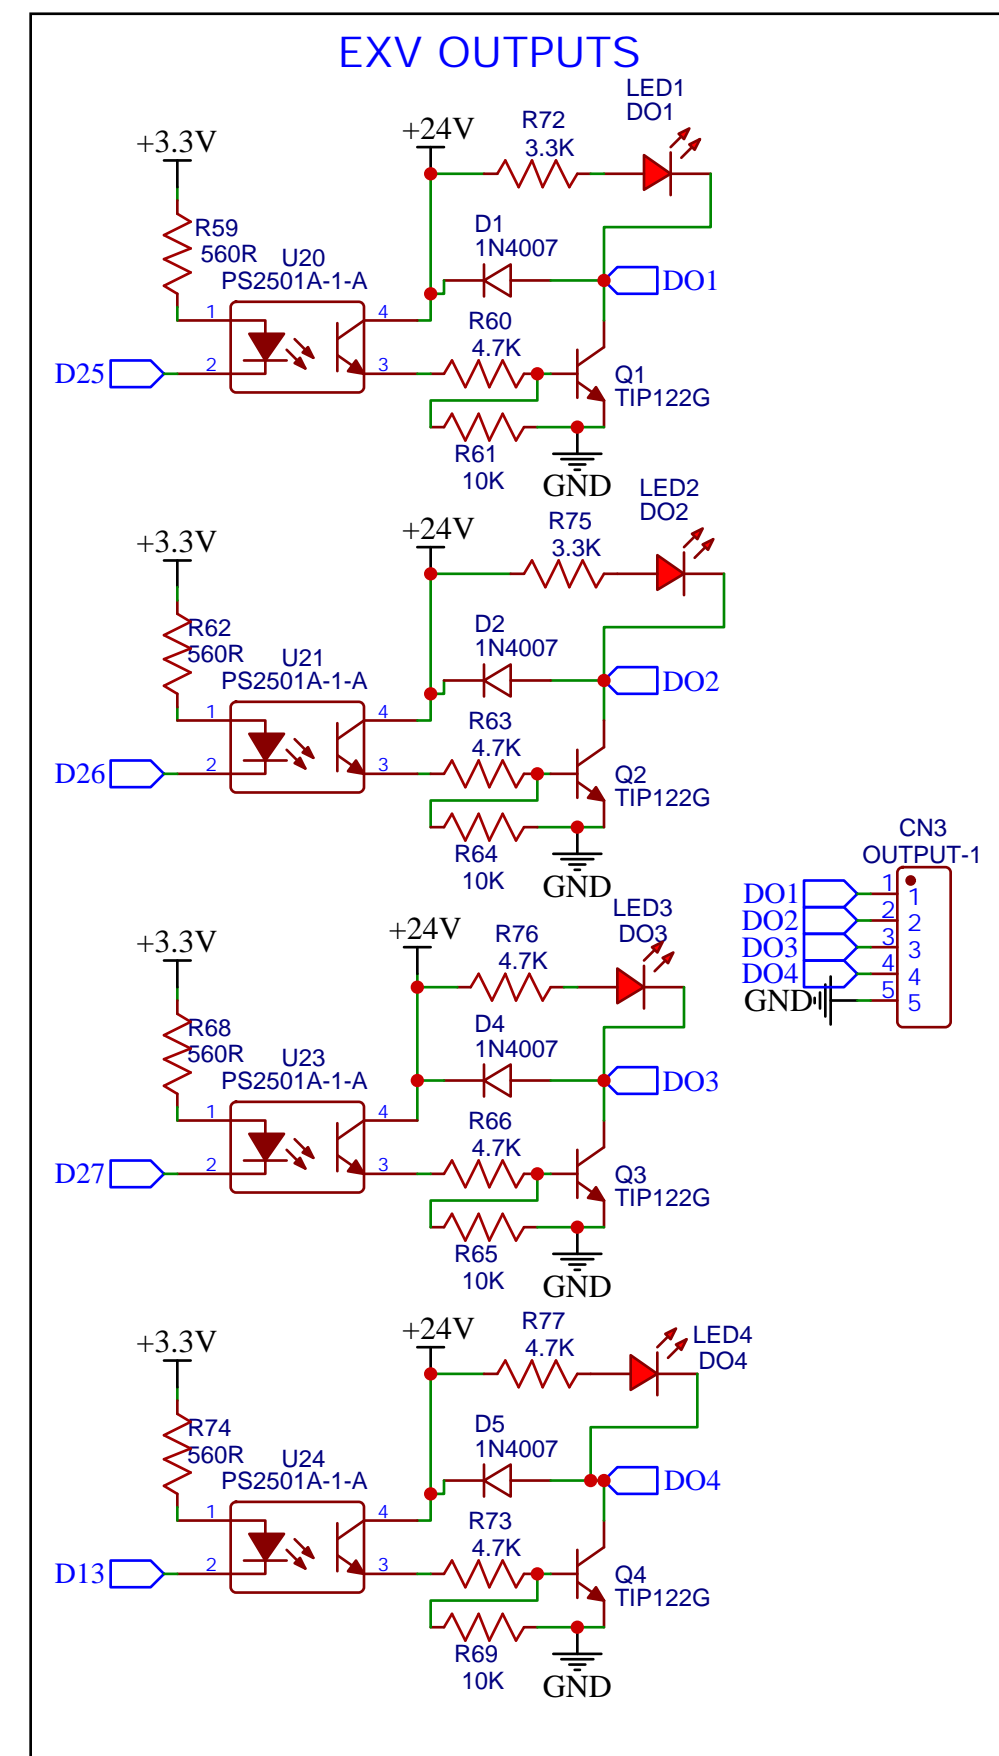 EXV OUTPUTS
LED1
DO1
R72
3.3K
+24V
+3.3V
R59
560R
D1
1N4007
U20
PS2501A-1-A
DO1
1
4
R60
4.7K
D25
2
3
Q1
TIP122G
R61
10K
GND
LED2
DO2
R75
3.3K
+24V
+3.3V
R62
560R
D2
1N4007
U21
PS2501A-1-A
DO2
1
4
R63
4.7K
D26
2
3
Q2
TIP122G
R64
10K
GND
CN3
OUTPUT-1
DO1
1
1
DO2
2
2
DO3
3
3
DO4
4
4
GND
5
5
LED3
DO3
R76
4.7K
+24V
+3.3V
R68
560R
D4
1N4007
U23
PS2501A-1-A
DO3
1
4
R66
4.7K
D27
2
3
Q3
TIP122G
R65
10K
GND
LED4
DO4
R77
4.7K
+24V
+3.3V
R74
560R
D5
1N4007
U24
PS2501A-1-A
DO4
1
4
R73
4.7K
D13
2
3
Q4
TIP122G
R69
10K
GND